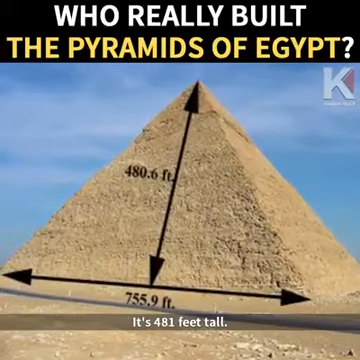 WHO REALLY BUILT
THE PYRAMIDS OF EGYPT?
K
480.6 ft.
755.9 ft.
It's 481 feet tall.